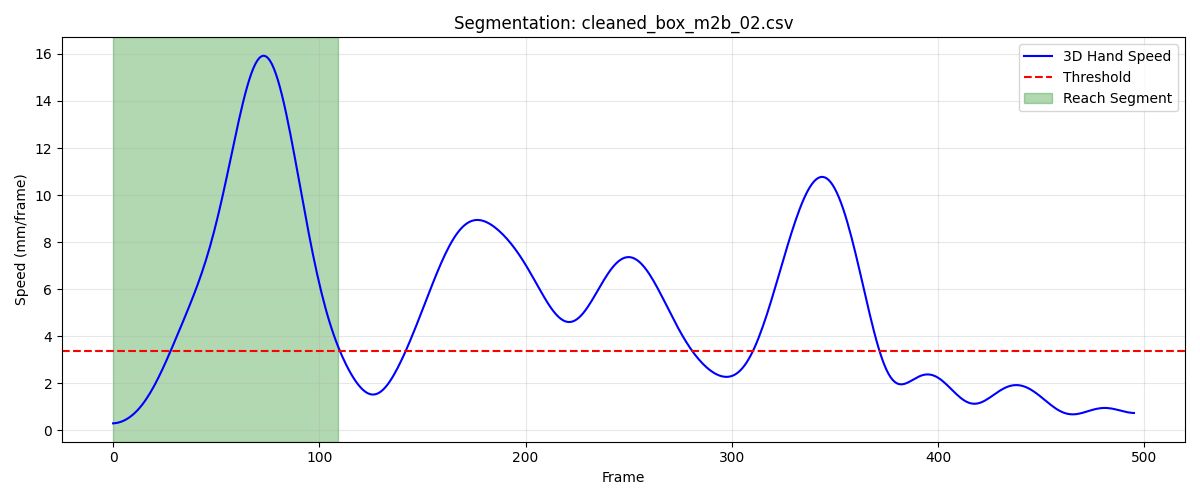 Segmentation: cleaned_box_m2b_02.csv
3D Hand Speed
Threshold
Reach Segment
Speed (mm/frame)
16
14
12
10
8
6
4
2
0
0 100 200 300 400 500
Frame